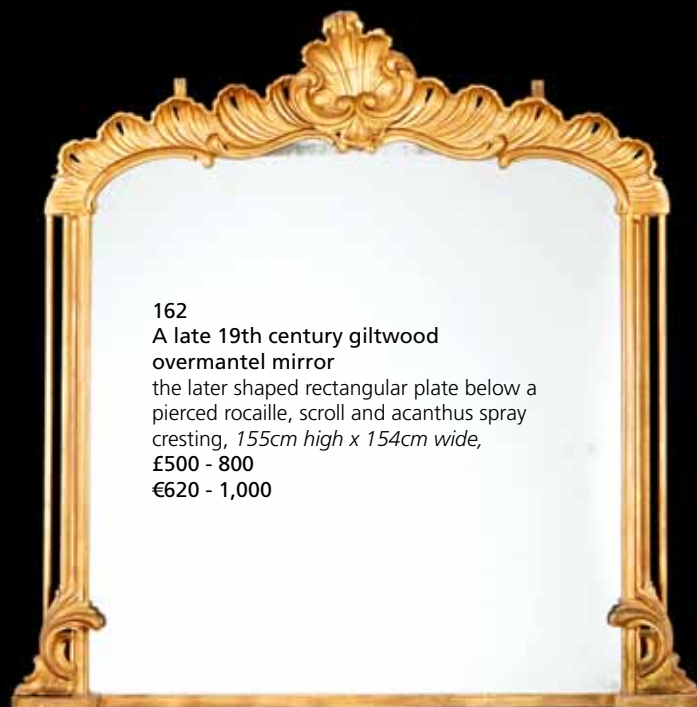 162
A late 19th century giltwood
overmantel mirror
the later shaped rectangular plate below a
pierced rocaille, scroll and acanthus spray
cresting, 155cm high x 154cm wide,
£500 - 800
€620 - 1,000